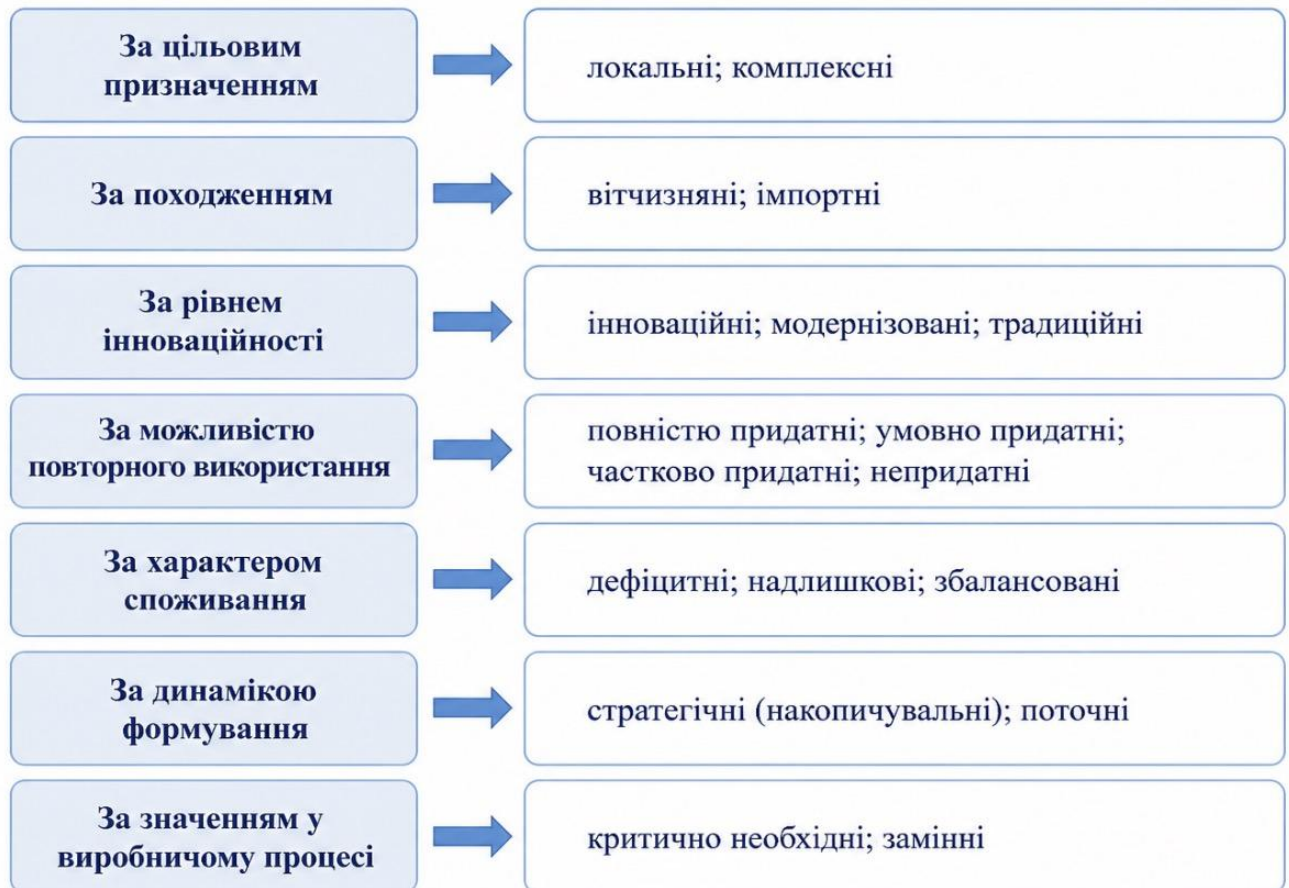 За цільовим
призначенням
локальні; комплексні
За походженням
вітчизняні; імпортні
За рівнем
інноваційності
інноваційні; модернізовані; традиційні
За можливістю
повторного використання
повністю придатні; умовно придатні;
частково придатні; непридатні
За характером
споживання
дефіцитні; надлишкові; збалансовані
За динамікою
формування
стратегічні (накопичувальні); поточні
За значенням у
виробничому процесі
критично необхідні; замінні